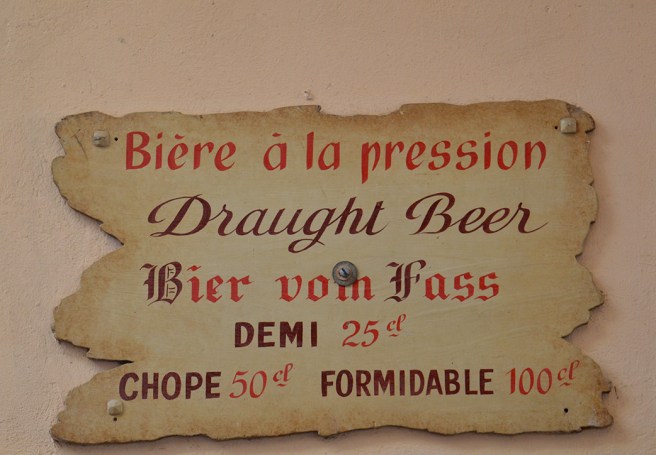 Bière à la pression
Draught Beer
Bier vom Fass
DEMI 25cl
CHOPE 50cl FORMIDABLE 100cl